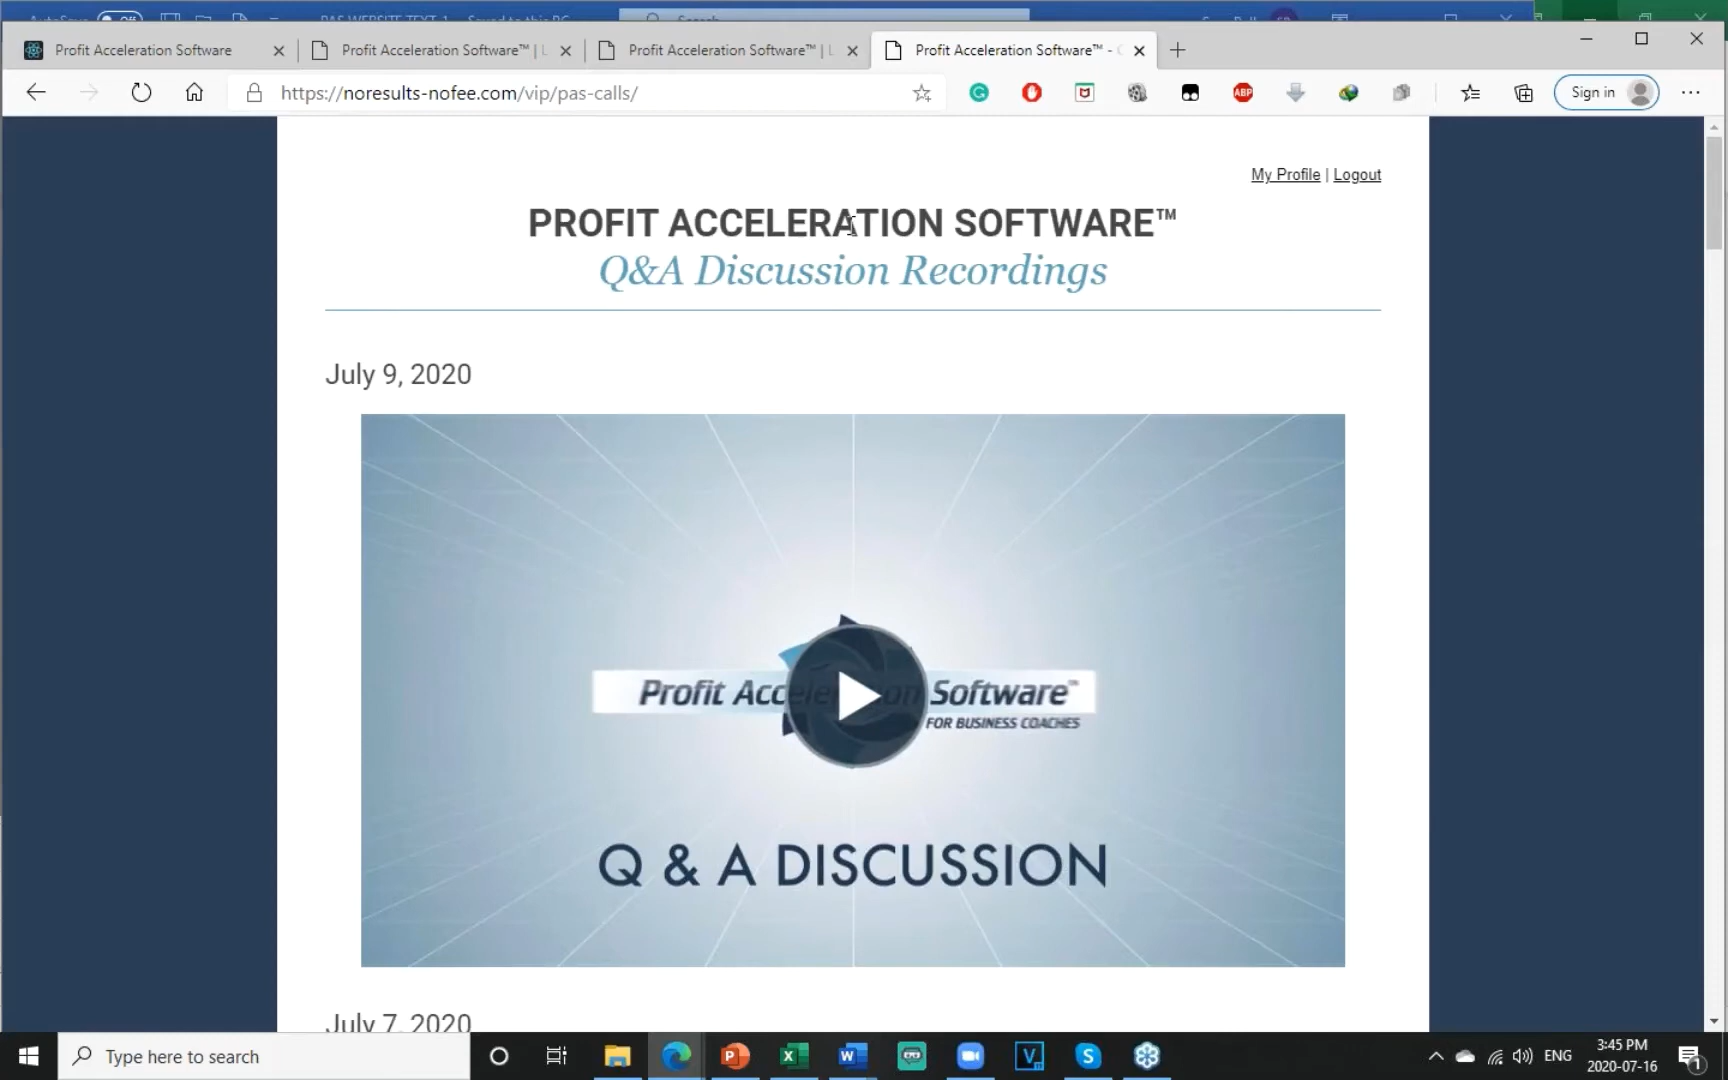 Profit Acceleration Software
Profit Acceleration Software™ | L
Profit Acceleration Software™ | L
Profit Acceleration Software™ - 
https://noresults-nofee.com/vip/pas-calls/
ABP
Sign in
My Profile | Logout
PROFIT ACCELERATION SOFTWARE™
Q&A Discussion Recordings
July 9, 2020
Profit Software™
FOR BUSINESS COACHES
Q & A DISCUSSION
July 7, 2020
Type here to search
ENG
3:45 PM
2020-07-16
1